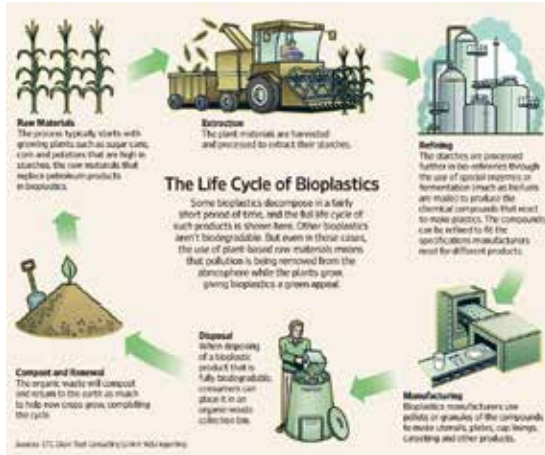 Raw Materials
The process typically starts with
growing plants such as sugar cane,
corn and potatoes that are high in
starches, the raw materials that
replace petroleum products
in bioplastics.
Extraction
The plant materials are harvested
and processed to extract their starches.
Refining
The starches are processed
further in bio-refineries through
the use of special enzymes or
fermentation (much as biofuels
are made) to produce the
chemical compounds that react
to make plastics. The compounds
can be refined to fit the
specifications manufacturers
need for different products.
The Life Cycle of Bioplastics
Some bioplastics decompose in a fairly
short period of time, and the full life cycle of
such products is shown here. Other bioplastics
aren't biodegradable. But even in those cases,
the use of plant-based raw materials means
that pollution is being removed from the
atmosphere while the plants grow,
giving bioplastics a green appeal.
Manufacturing
Bioplastics manufacturers use
pellets or granules of the compounds
to make utensils, plates, cup linings,
carpeting and other products.
Disposal
When disposing
of a bioplastic
product that is
fully biodegradable,
consumers can
place it in an
organic-waste
collection bin.
Compost and Renewal
The organic waste will compost
and return to the earth as mulch
to help new crops grow, completing
the cycle.
Sources: reporting